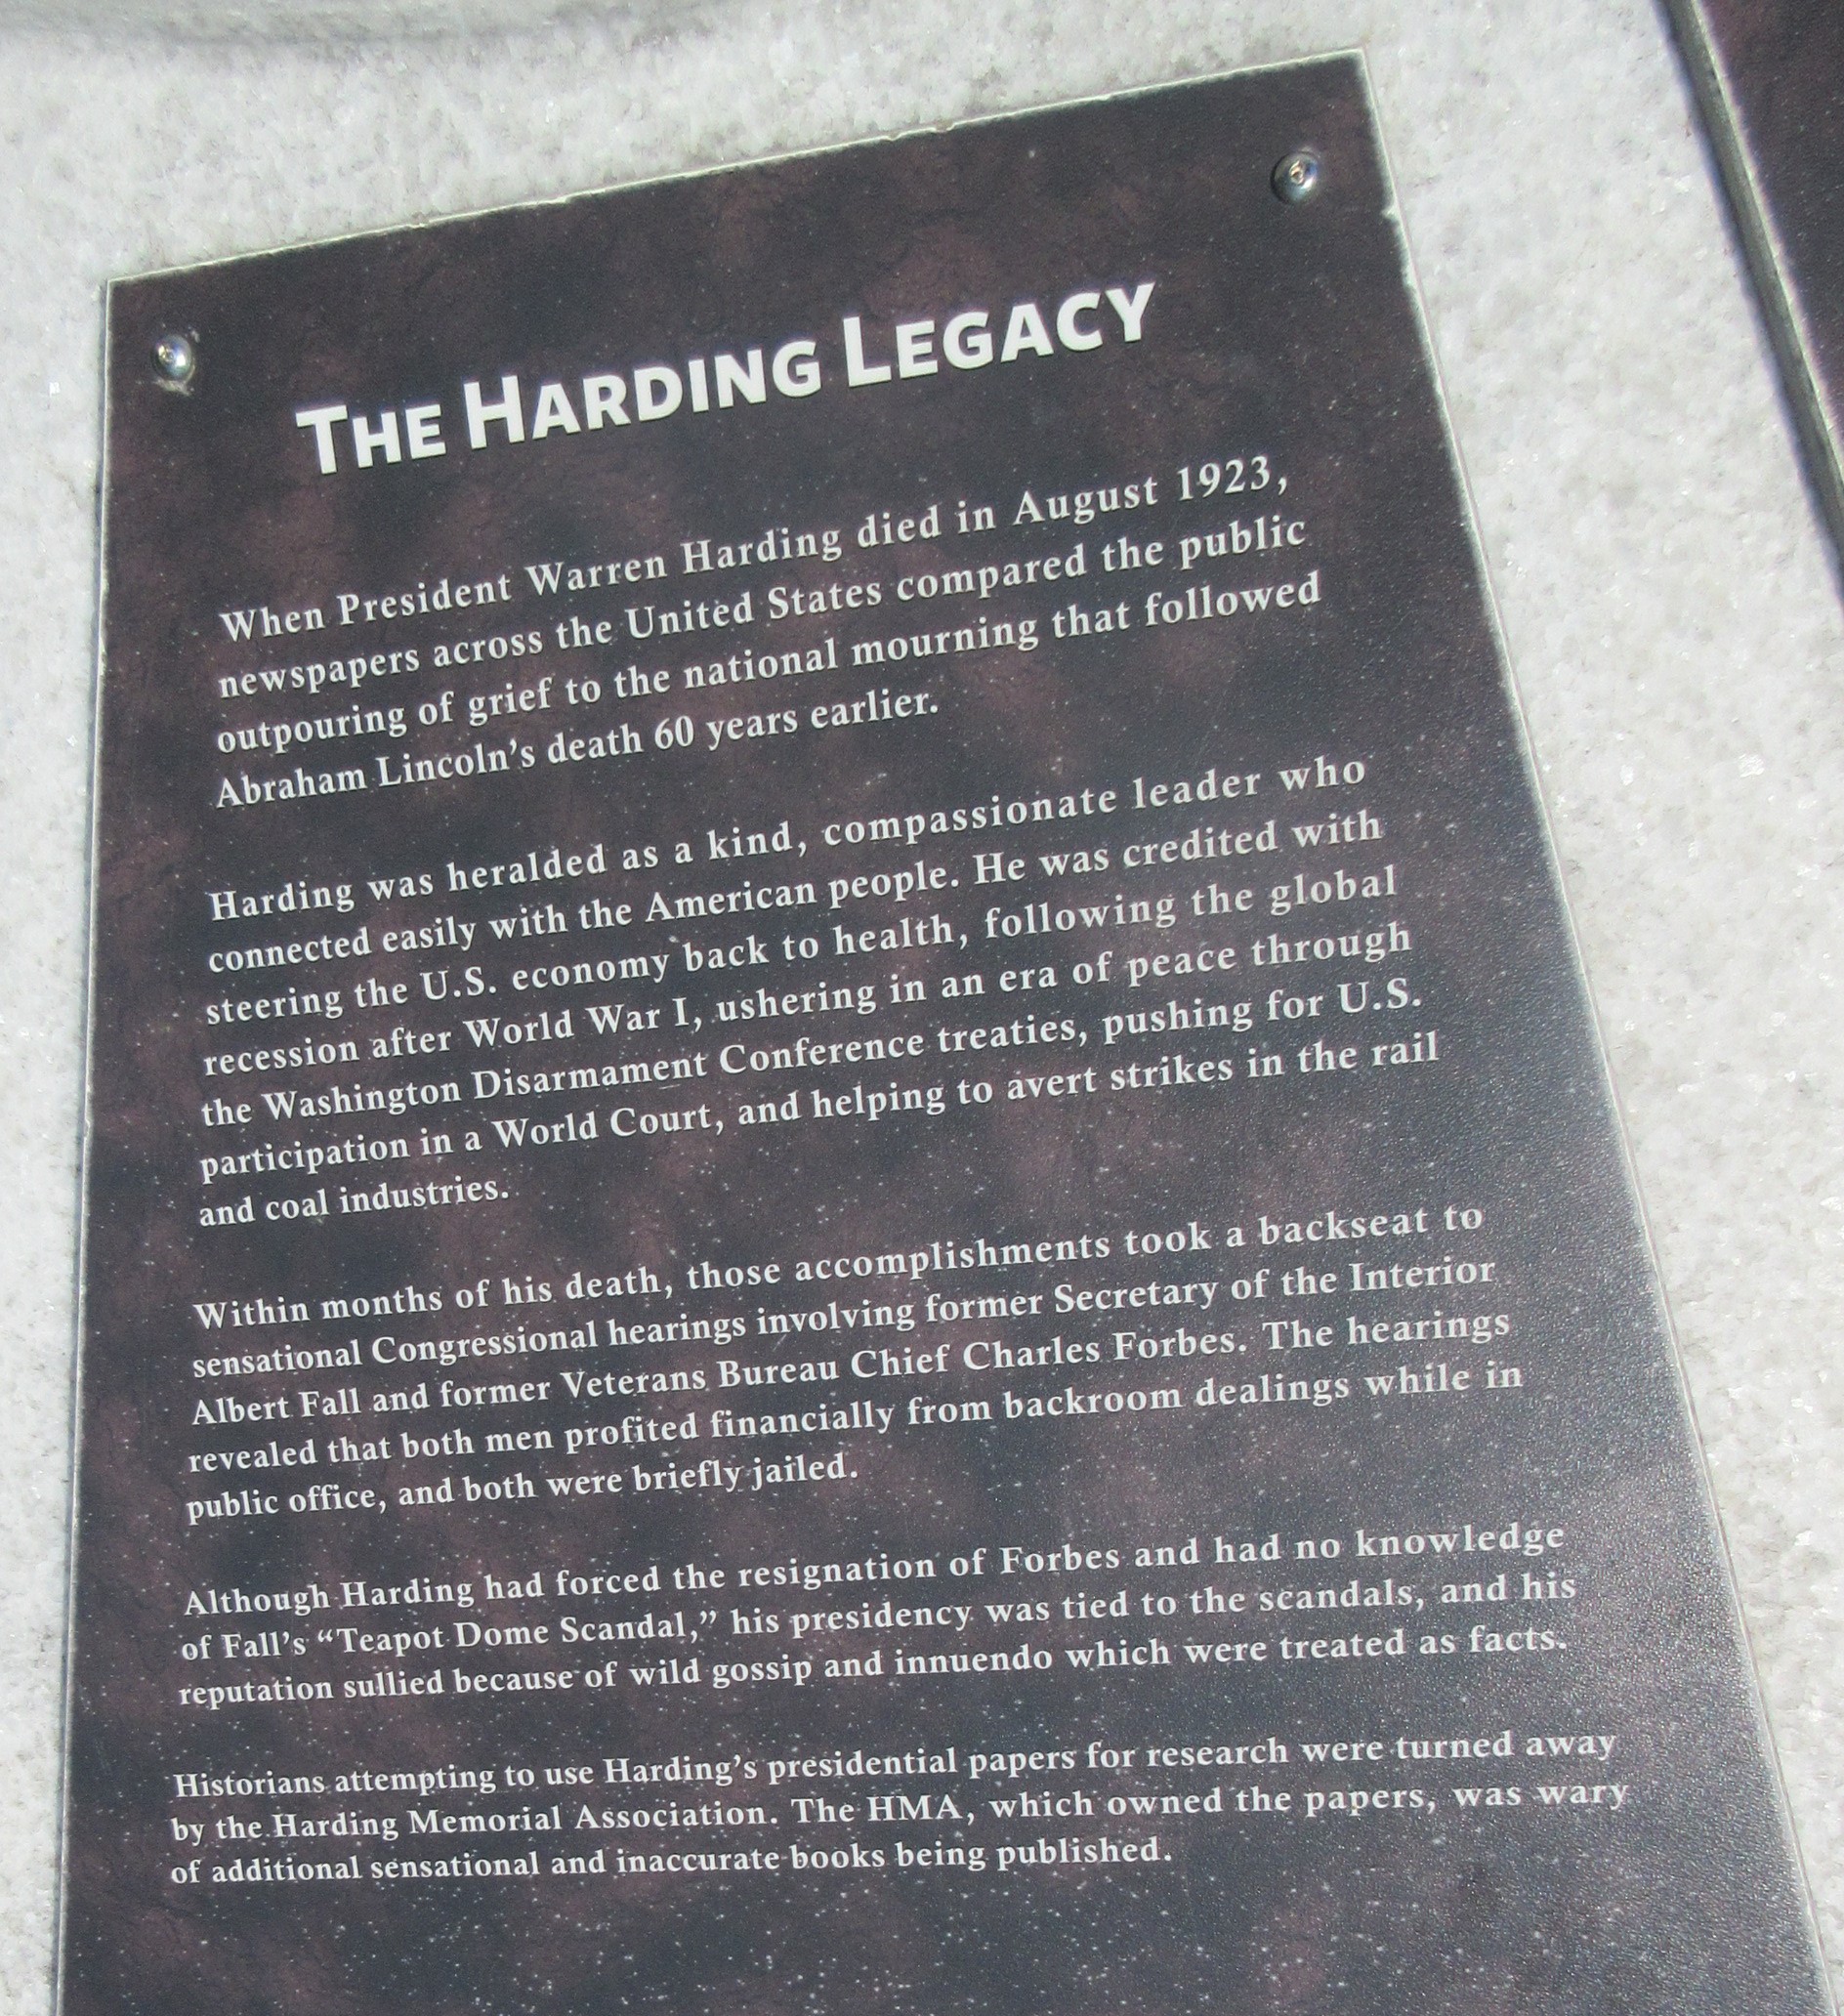 THE HARDING LEGACY
When President Warren Harding died in August 1923,
newspapers across the United States compared the public
outpouring of grief to the national mourning that followed
Abraham Lincoln's death 60 years earlier.
Harding was heralded as a kind, compassionate leader who
connected easily with the American people. He was credited with
steering the U.S. economy back to health, following the global
recession after World War I, ushering in an era of peace through
the Washington Disarmament Conference treaties, pushing for U.S.
participation in a World Court, and helping to avert strikes in the rail
and coal industries.
Within months of his death, those accomplishments took a backseat to
sensational Congressional hearings involving former Secretary of the Interior
Albert Fall and former Veterans Bureau Chief Charles Forbes. The hearings
revealed that both men profited financially from backroom dealings while in
public office, and both were briefly jailed.
Although Harding had forced the resignation of Forbes and had no knowledge
of Fall's “Teapot Dome Scandal,” his presidency was tied to the scandals, and his
reputation sullied because of wild gossip and innuendo which were treated as facts.
Historians attempting to use Harding's presidential papers for research were turned away
by the Harding Memorial Association. The HMA, which owned the papers, was wary
of additional sensational and inaccurate books being published.